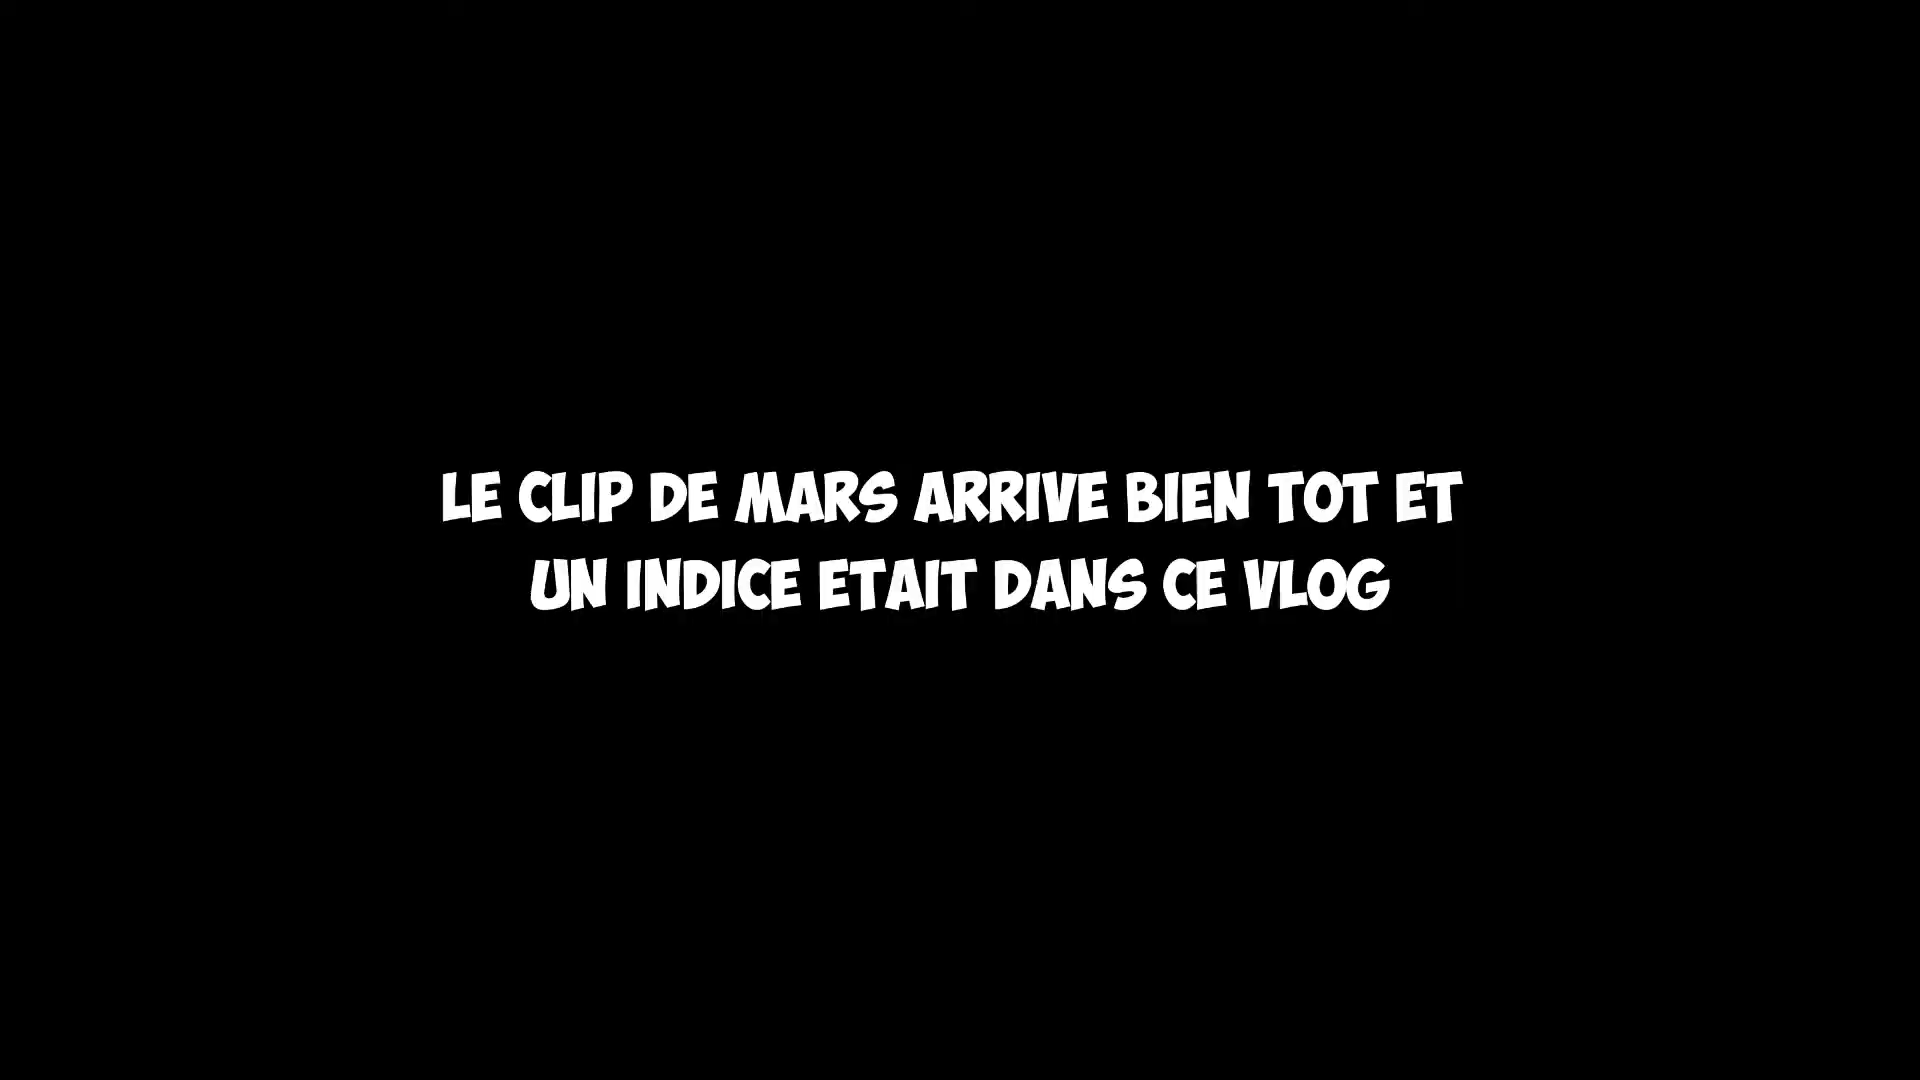 LE CLIP DE MARS ARRIVE BIEN TOT ET
UN INDICE ETAIT DANS CE VLOG